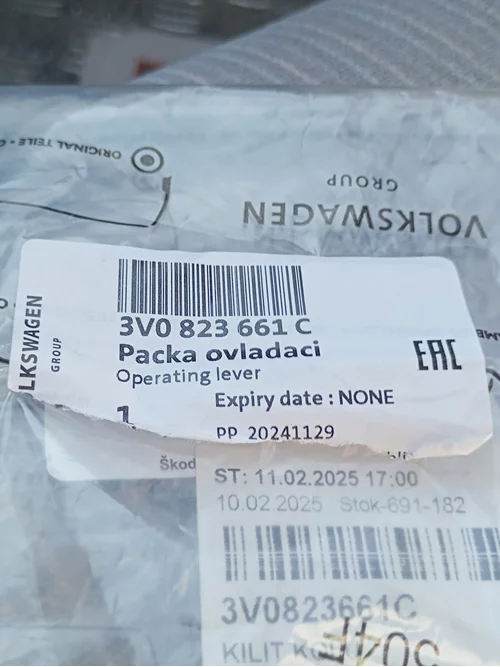 ORIGINAL TEILE
VOLKSWAGEN
GROUP
LKSWAGEN
GROUP
3V0 823 661 C
Packa ovladaci
Operating lever
EAC
1
Expiry date : NONE
PP 20241129
Škod
ST: 11.02.2025 17:00
10.02.2025 Stok-691-182
3V0823661C
KILIT